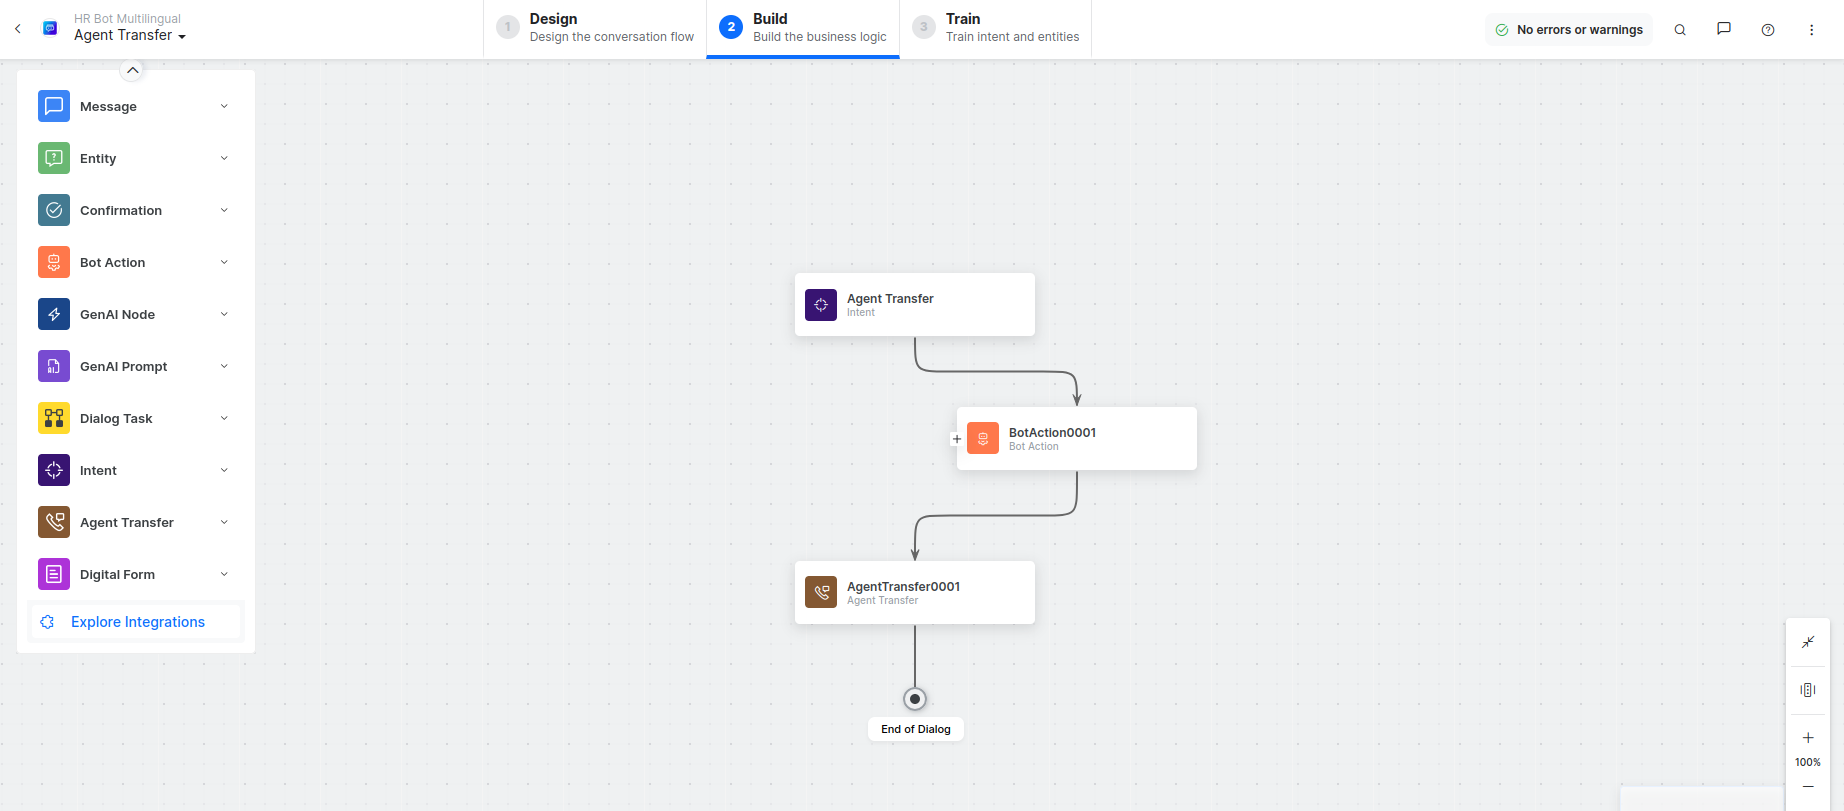 HR Bot Multilingual
Agent Transfer
1
Design
Design the conversation flow
2
Build
Build the business logic
3
Train
Train intent and entities
No errors or warnings
Message
Entity
Confirmation
Bot Action
GenAI Node
GenAI Prompt
Dialog Task
Intent
Agent Transfer
Digital Form
Explore Integrations
Agent Transfer
Intent
BotAction0001
Bot Action
AgentTransfer0001
Agent Transfer
End of Dialog
100%